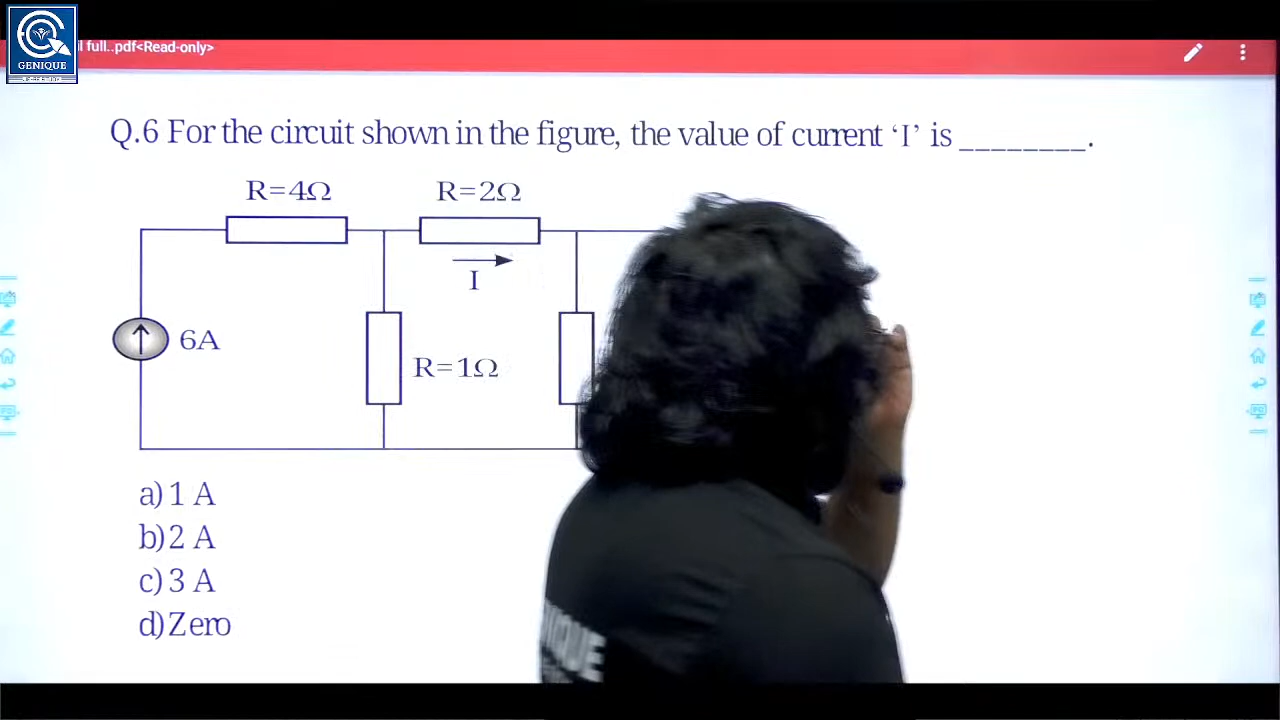 l full..pdf<Read-only>
GENIQUE
Q.6 For the circuit shown in the figure, the value of current ‘I’ is ________.
R=4Ω
R=2Ω
I
6A
R=1Ω
a) 1 A
b) 2 A
c) 3 A
d) Zero